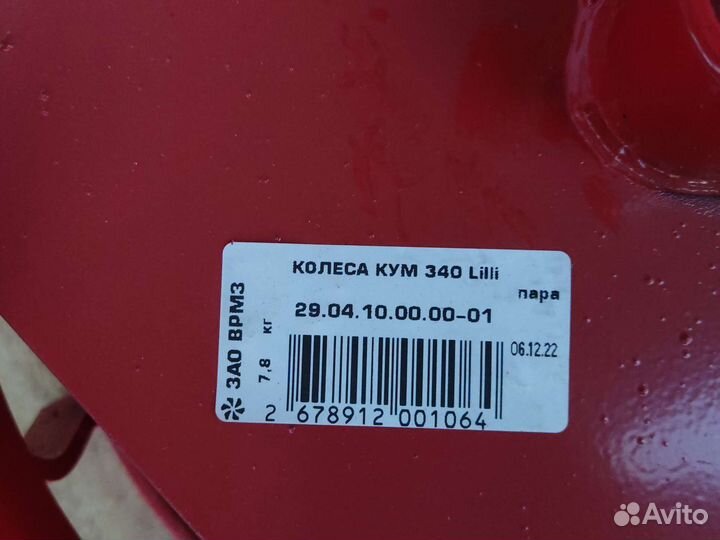 КОЛЕСА КУМ 340 Lilli
пара
29.04.10.00.00-01
06.12.22
ЗАО ВРМЗ
7,8 кг
2 678912 001064
Avito